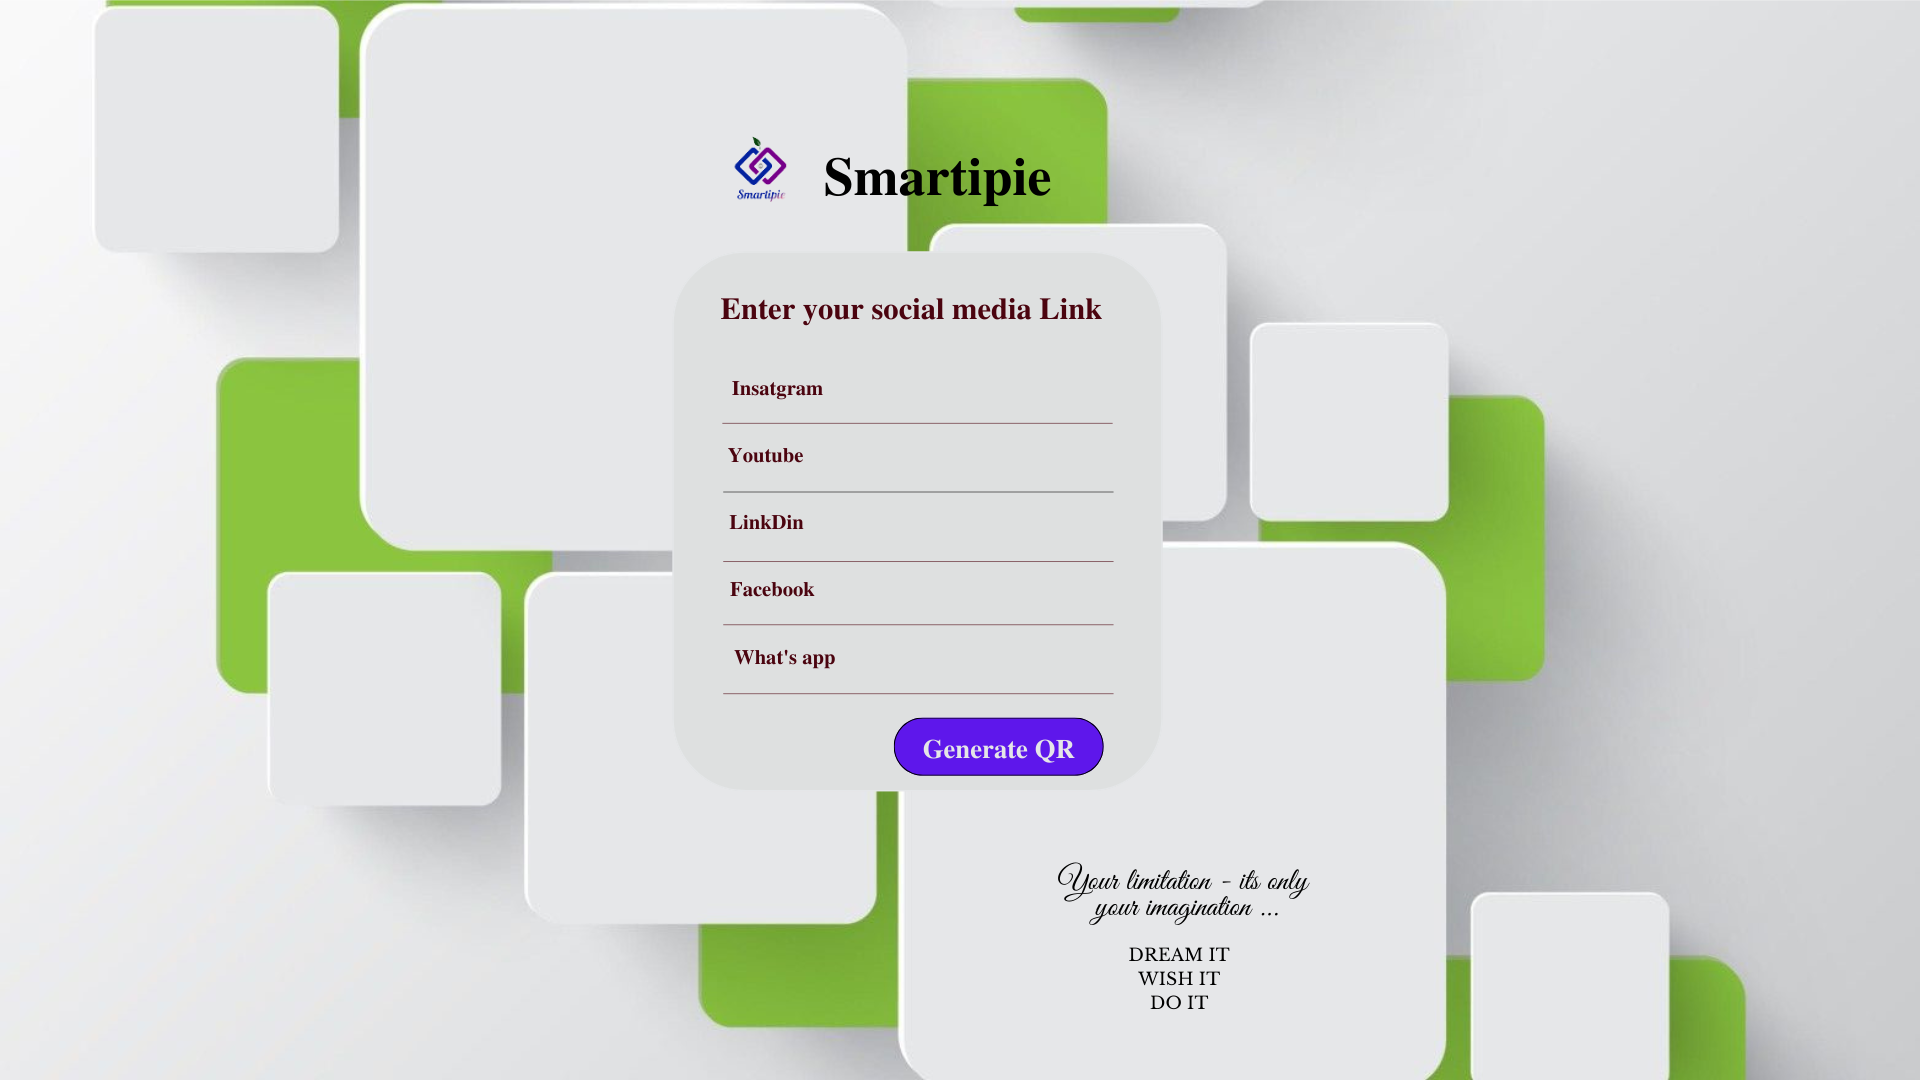 Smartipie
Smartipie
Enter your social media Link
Insatgram
Youtube
LinkDin
Facebook
What's app
Generate QR
Your limitation - its only
your imagination ...
DREAM IT
WISH IT
DO IT